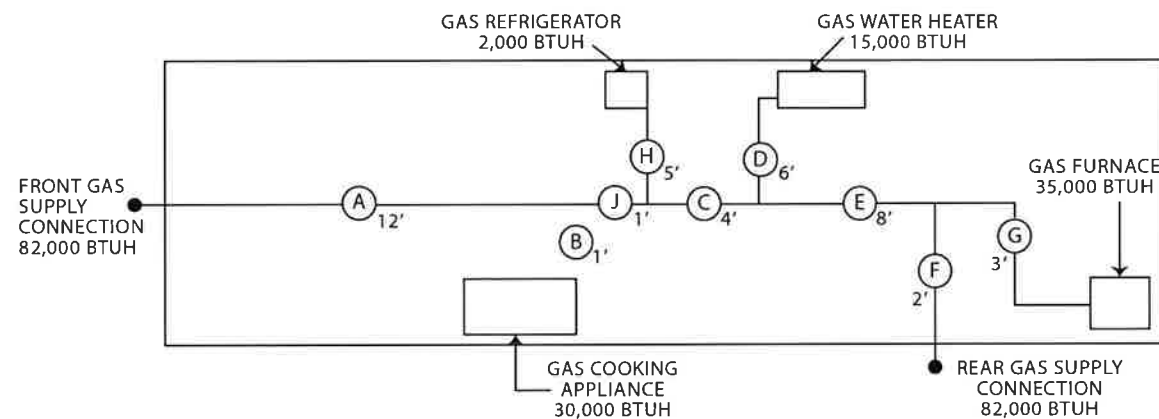 GAS REFRIGERATOR
2,000 BTUH
GAS WATER HEATER
15,000 BTUH
H
5'
D
6'
GAS FURNACE
35,000 BTUH
FRONT GAS
SUPPLY
CONNECTION
82,000 BTUH
A
12'
J
1'
C
4'
E
8'
B
1'
G
3'
F
2'
GAS COOKING
APPLIANCE
30,000 BTUH
REAR GAS SUPPLY
CONNECTION
82,000 BTUH